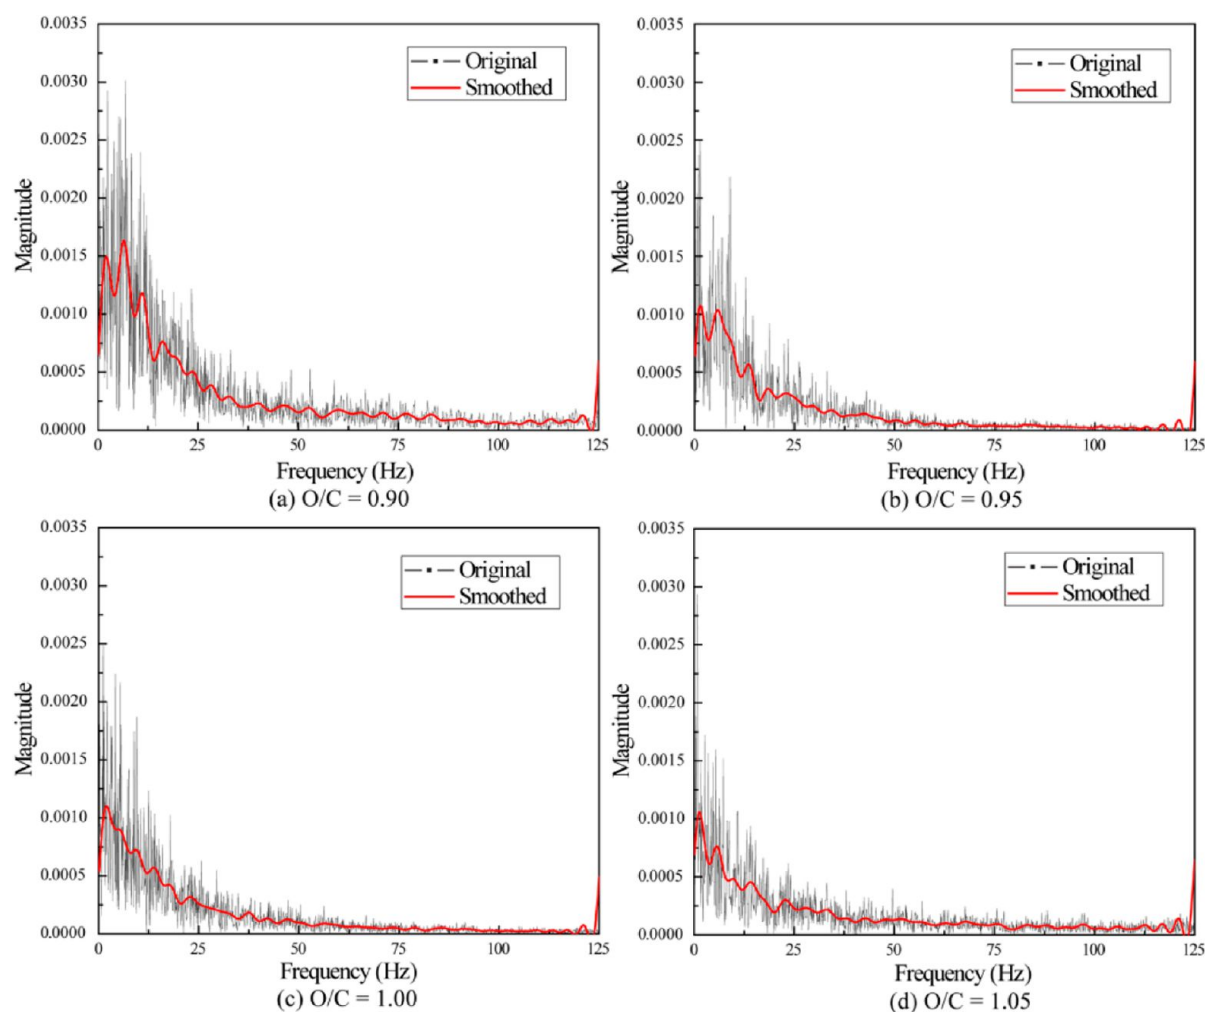 0.0035
0.0030
0.0025
0.0020
0.0015
0.0010
0.0005
0.0000
Magnitude
Original
Smoothed
0 25 50 75 100 125
Frequency (Hz)
(a) O/C = 0.90
0.0035
0.0030
0.0025
0.0020
0.0015
0.0010
0.0005
0.0000
Magnitude
Original
Smoothed
0 25 50 75 100 125
Frequency (Hz)
(b) O/C = 0.95
0.0035
0.0030
0.0025
0.0020
0.0015
0.0010
0.0005
0.0000
Magnitude
Original
Smoothed
0 25 50 75 100 125
Frequency (Hz)
(c) O/C = 1.00
0.0035
0.0030
0.0025
0.0020
0.0015
0.0010
0.0005
0.0000
Magnitude
Original
Smoothed
0 25 50 75 100 125
Frequency (Hz)
(d) O/C = 1.05